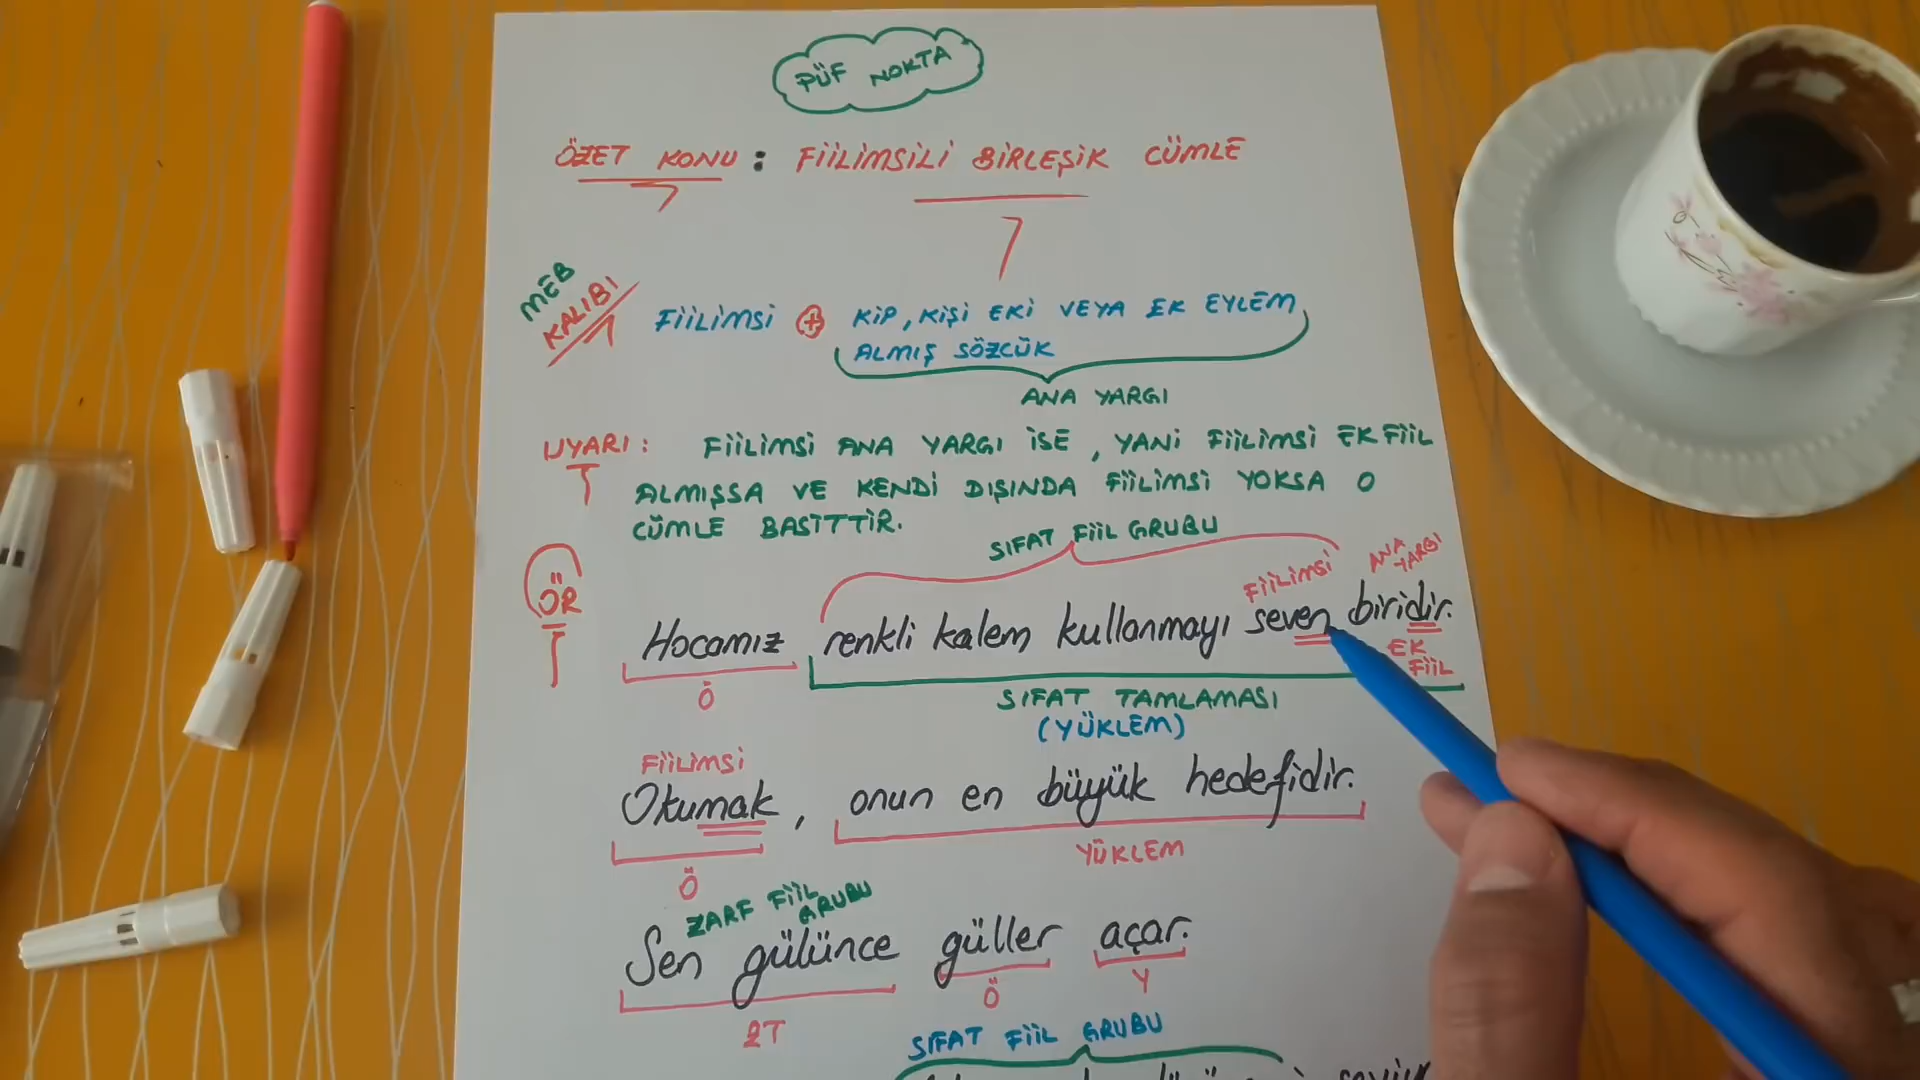 PÜF NOKTA
ÖZET KONU : FİİLİMSİLİ BİRLEŞİK CÜMLE
MEB
KALIBI
FİİLİMSİ + KİP, KİŞİ EKİ VEYA EK EYLEM
ALMIŞ SÖZCÜK
ANA YARGI
UYARI : FİİLİMSİ ANA YARGI İSE, YANİ FİİLİMSİ EK FİİL
ALMIŞSA VE KENDİ DIŞINDA FİİLİMSİ YOKSA O
CÜMLE BASİTTİR.
SIFAT FİİL GRUBU
FİİLİMSİ
ANA YARGI
ÖR
Hocamız renkli kalem kullanmayı seven biridir.
Ö
EK FİİL
SIFAT TAMLAMASI
(YÜKLEM)
FİİLİMSİ
Okumak, onun en büyük hedefidir.
Ö
YÜKLEM
ZARF FİİL GRUBU
Sen gülünce güller açar.
ZT
Ö
Y
SIFAT FİİL GRUBU